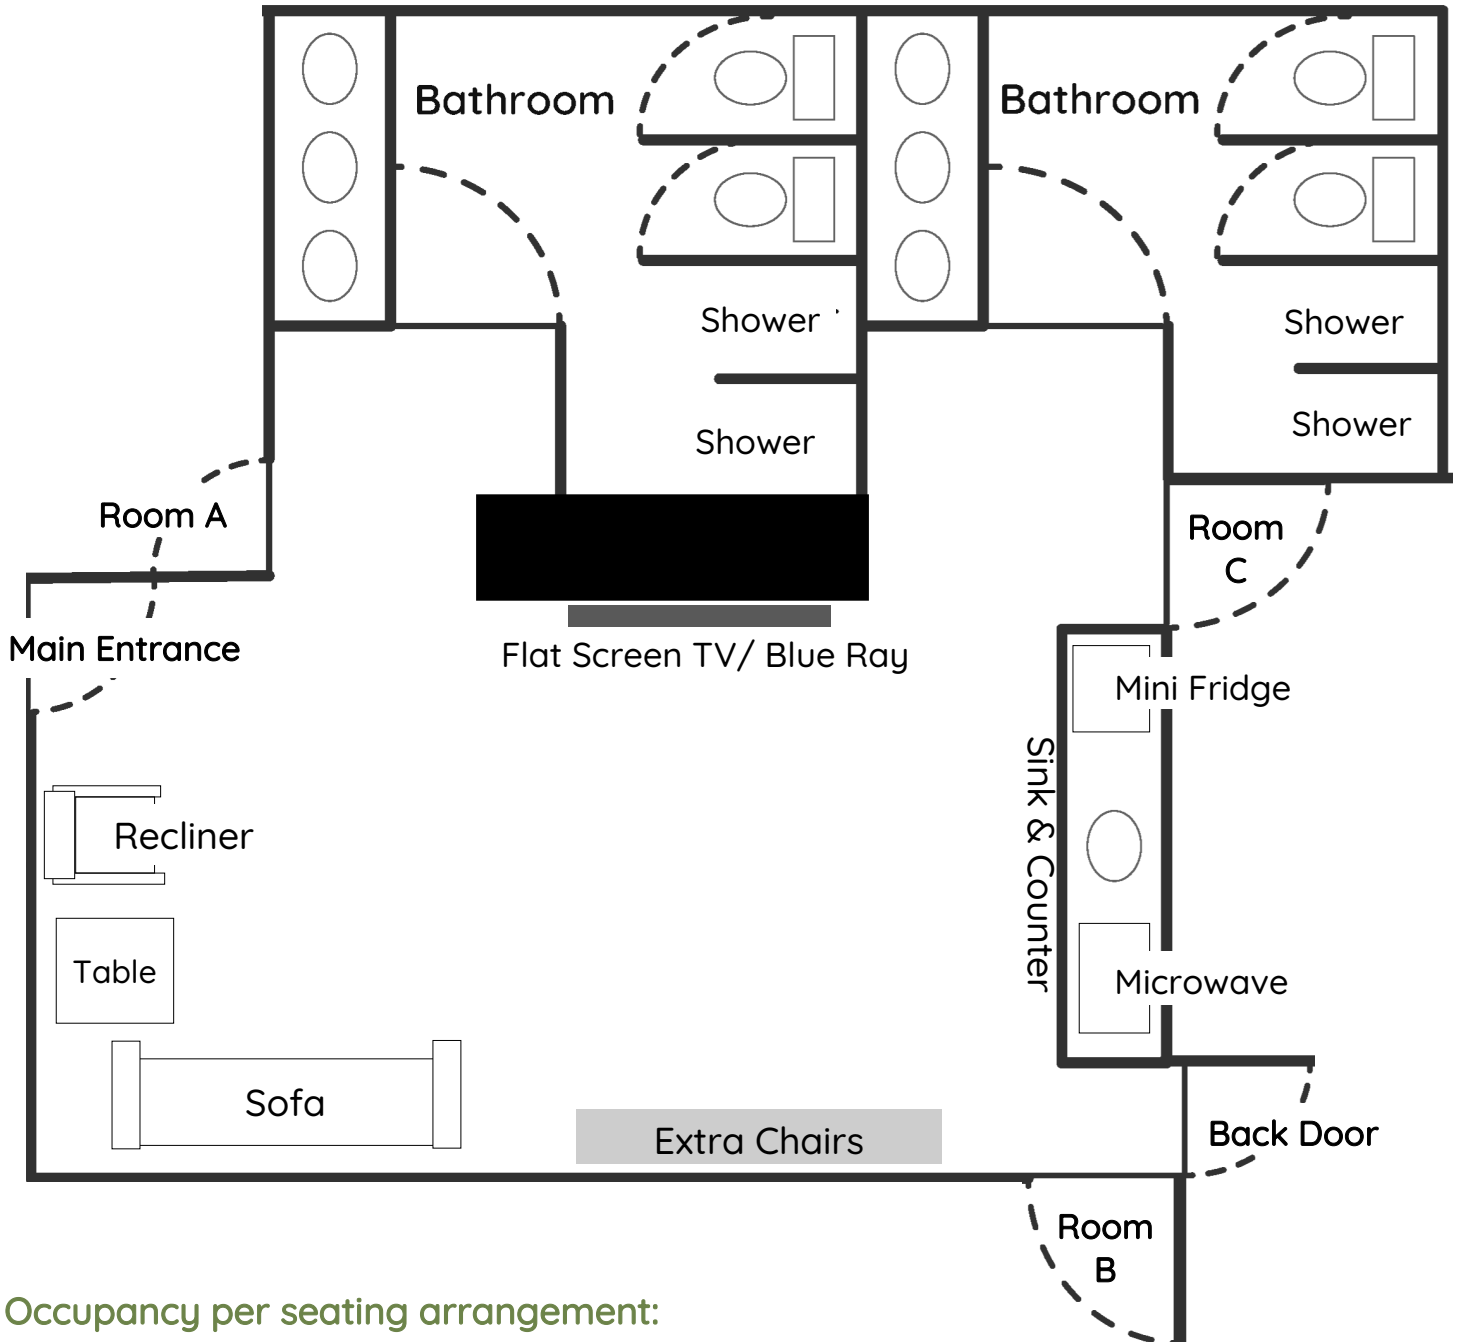 Bathroom
Bathroom
Shower
Shower
Shower
Shower
Room A
Room
C
Main Entrance
Flat Screen TV/ Blue Ray
Mini Fridge
Sink & Counter
Recliner
Table
Microwave
Sofa
Extra Chairs
Back Door
Room
B
Occupancy per seating arrangement: